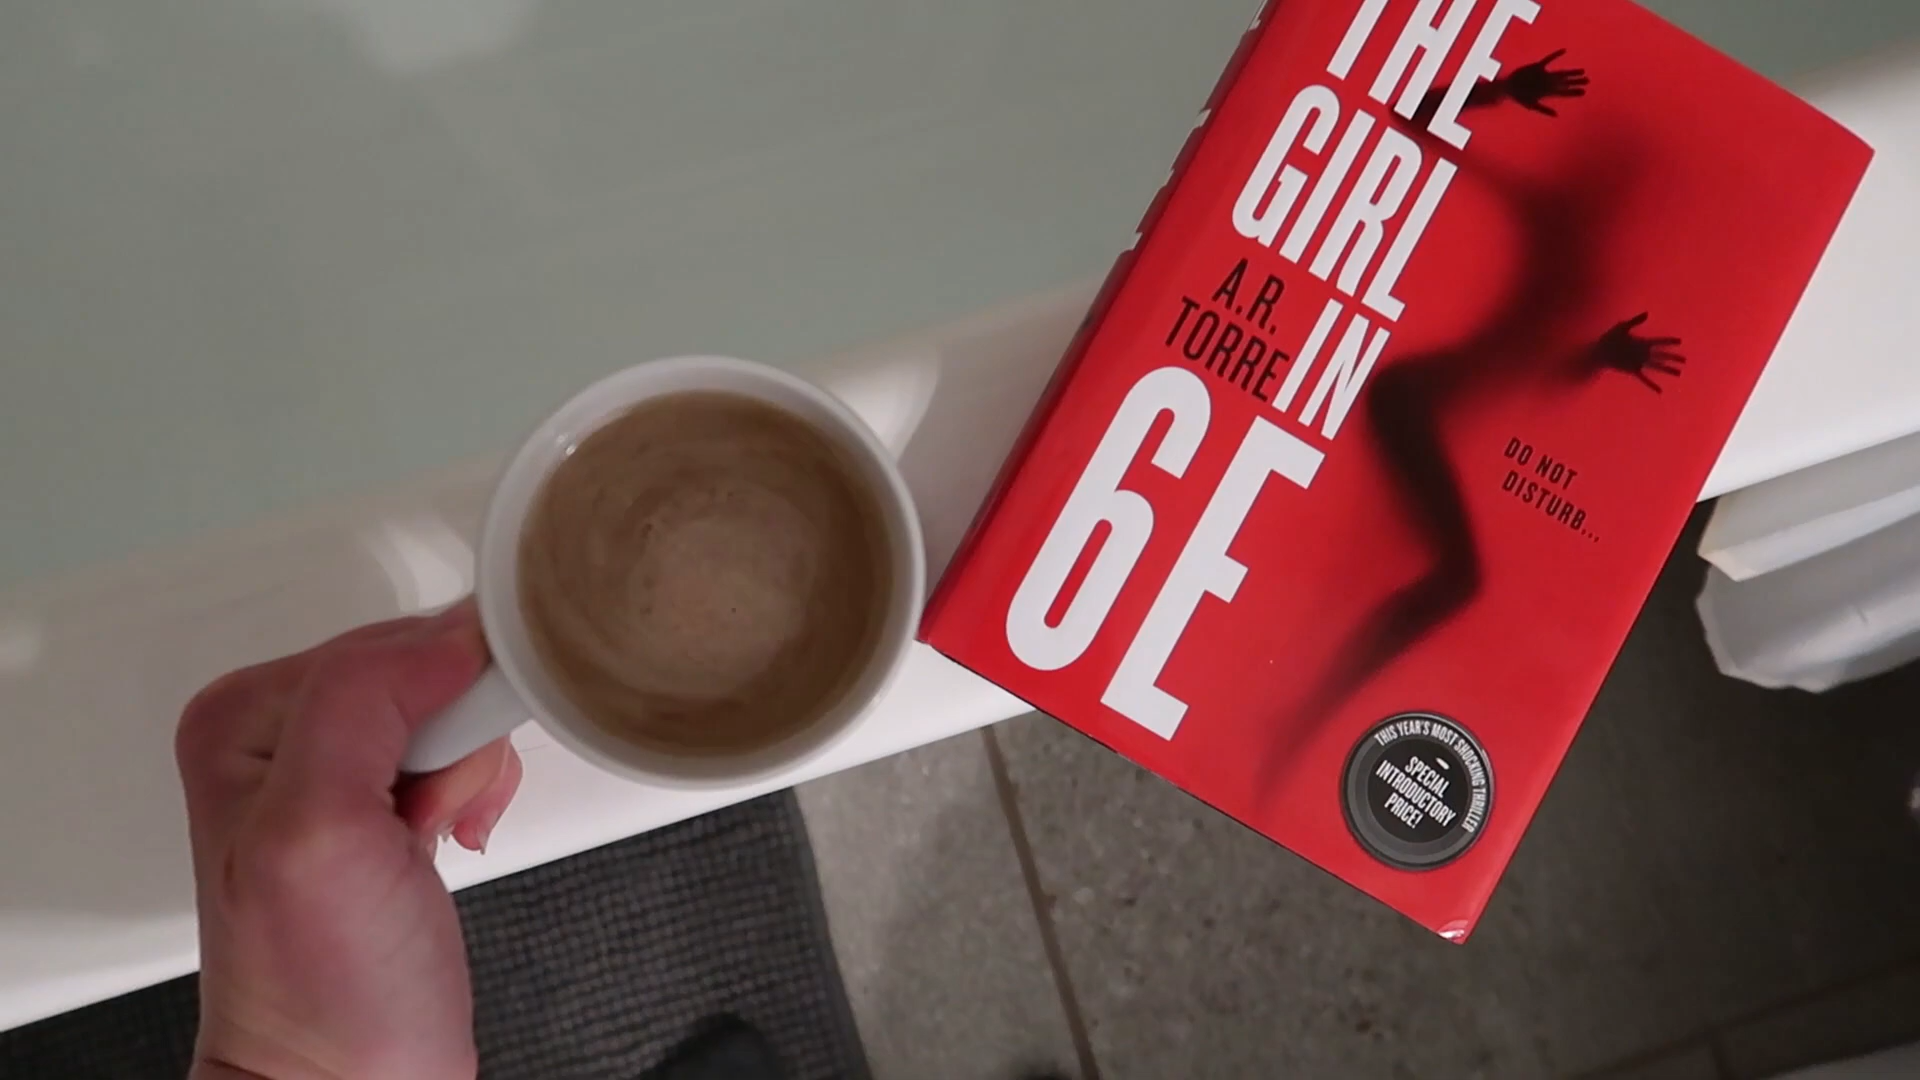 THE
GIRL
IN
6E
A.R.
TORRE
DO NOT
DISTURB...
THIS YEAR'S MOST SHOCKING THRILLER
SPECIAL
INTRODUCTORY
PRICE!